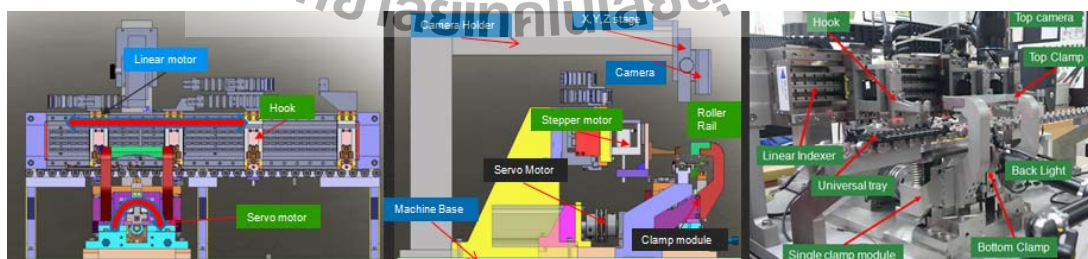 Linear motor
Hook
Servo motor
Camera Holder
X,Y,Z stage
Camera
Stepper motor
Roller
Rail
Servo Motor
Machine Base
Clamp module
Hook
Top camera
Top Clamp
Linear Indexer
Universal tray
Back Light
Single clamp module
Bottom Clamp